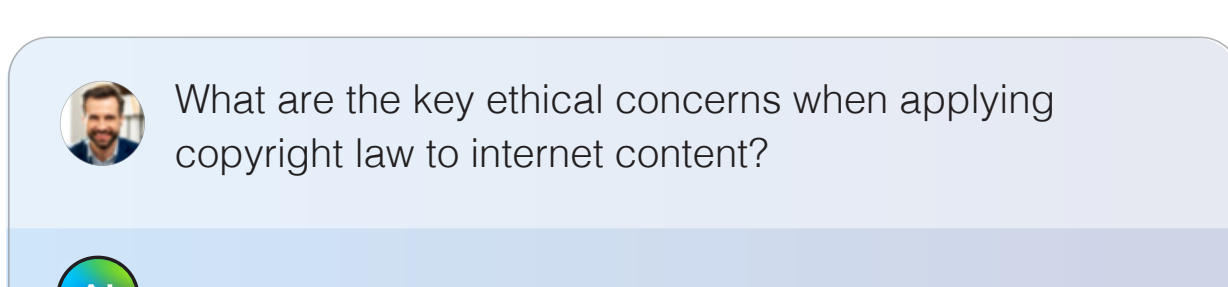 What are the key ethical concerns when applying
copyright law to internet content?